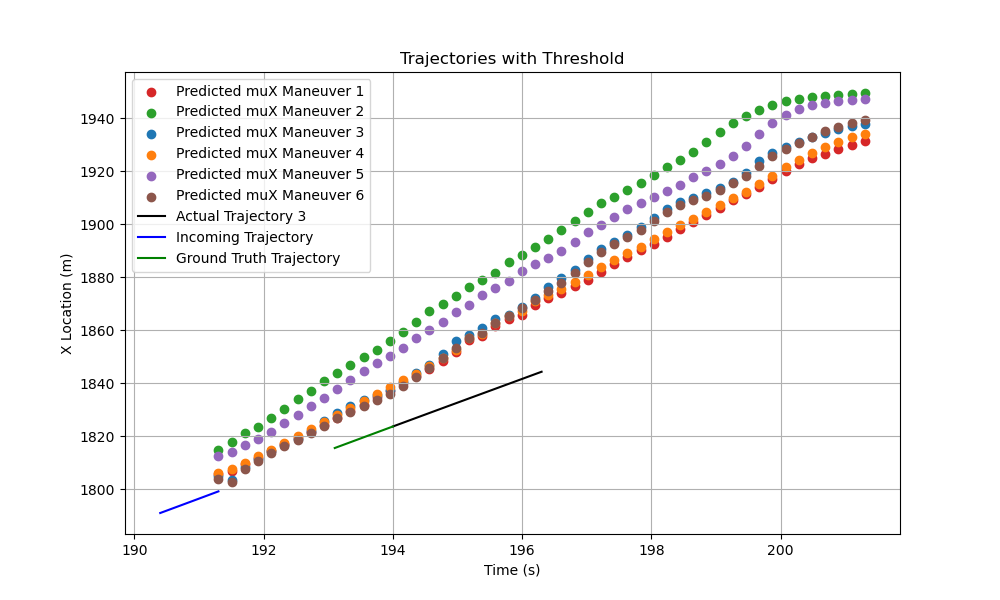 Trajectories with Threshold
Predicted muX Maneuver 1
Predicted muX Maneuver 2
Predicted muX Maneuver 3
Predicted muX Maneuver 4
Predicted muX Maneuver 5
Predicted muX Maneuver 6
Actual Trajectory 3
Incoming Trajectory
Ground Truth Trajectory
X Location (m)
1940
1920
1900
1880
1860
1840
1820
1800
190 192 194 196 198 200
Time (s)